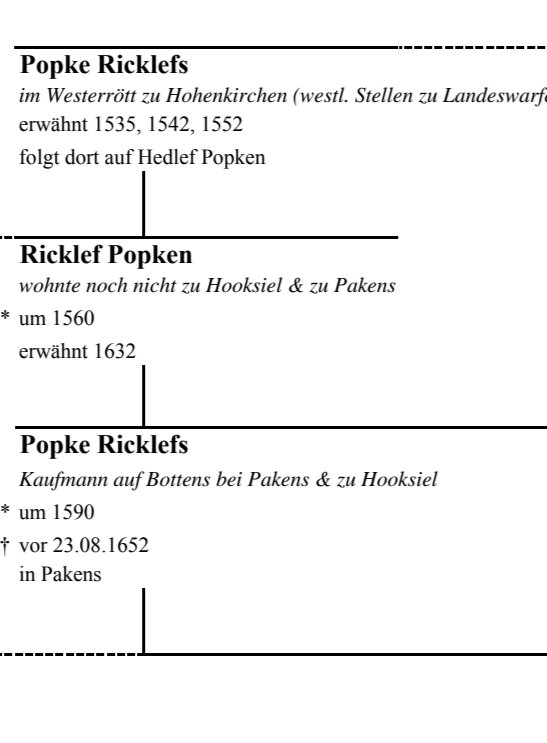 Popke Ricklefs
im Westerrött zu Hohenkirchen (westl. Stellen zu
erwähnt 1535, 1542, 1552
folgt dort auf Hedlef Popken
Ricklef Popken
wohnte noch nicht zu Hooksiel & zu Pakens
* um 1560
erwähnt 1632
Popke Ricklefs
Kaufmann auf Bottens bei Pakens & zu Hooksiel
* um 1590
† vor 23.08.1652
in Pakens